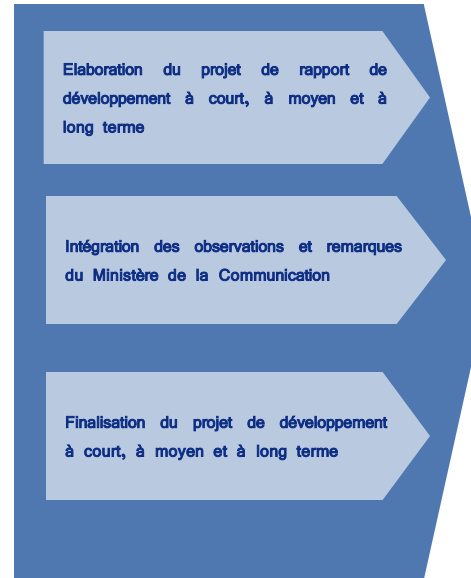 Elaboration du projet de rapport de
développement à court, à moyen et à
long terme
Intégration des observations et remarques
du Ministère de la Communication
Finalisation du projet de développement
à court, à moyen et à long terme